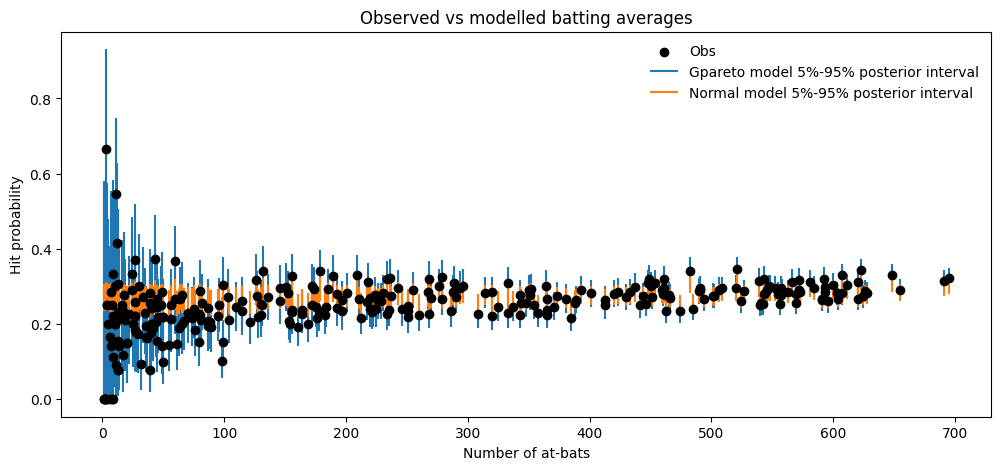 Observed vs modelled batting averages
Obs
Gpareto model 5%-95% posterior interval
Normal model 5%-95% posterior interval
Hit probability
0.8
0.6
0.4
0.2
0.0
0 100 200 300 400 500 600 700
Number of at-bats